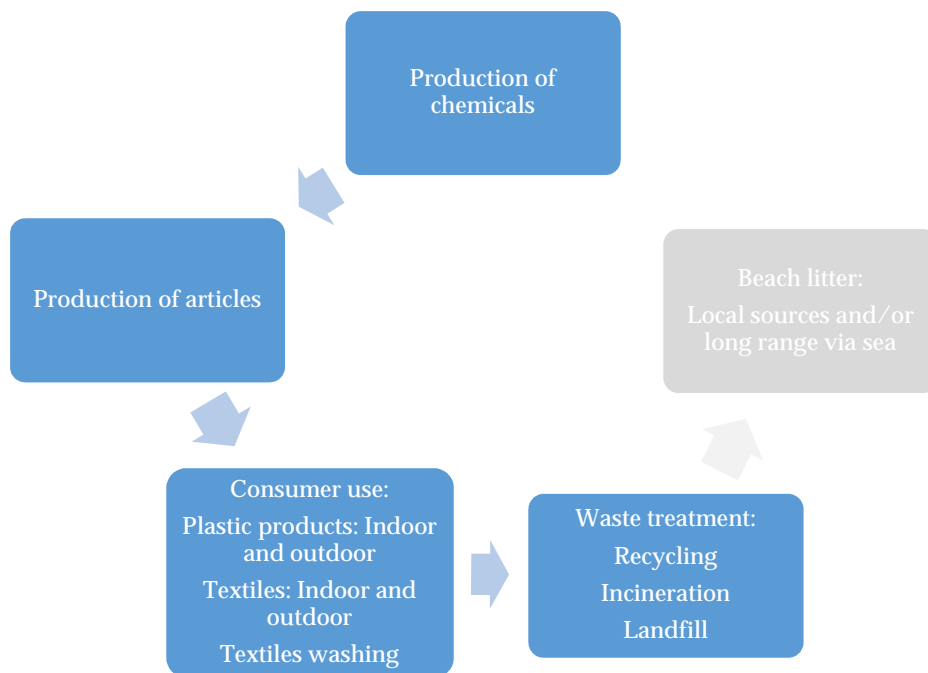 Production of
chemicals
Production of articles
Beach litter:
Local sources and/or
long range via sea
Consumer use:
Plastic products: Indoor
and outdoor
Textiles: Indoor and
outdoor
Textiles washing
Waste treatment:
Recycling
Incineration
Landfill